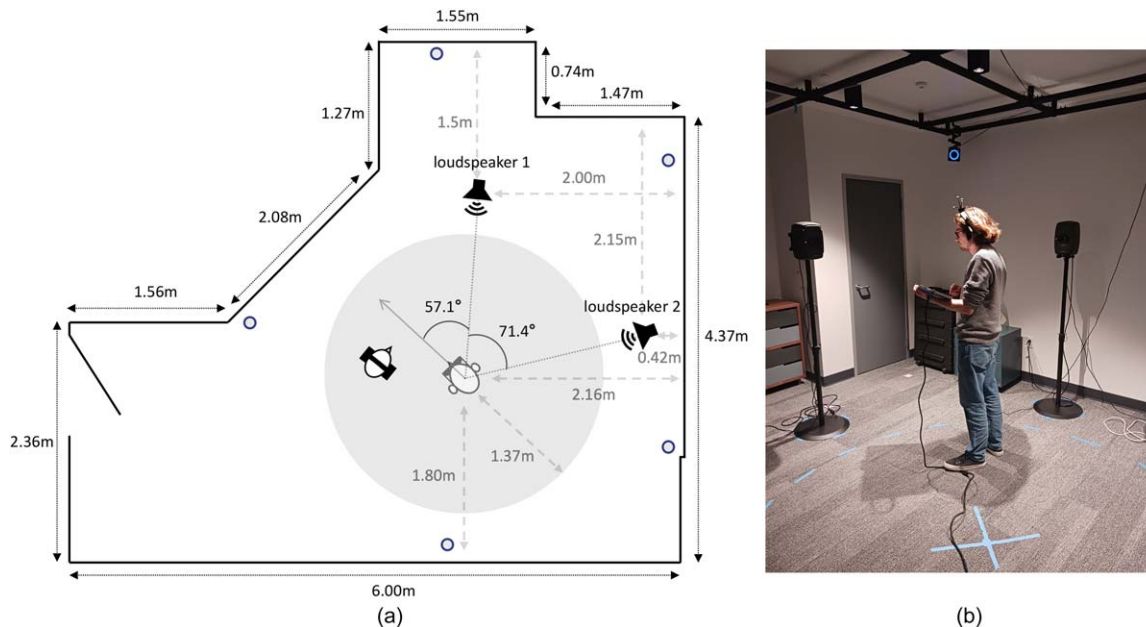 1.55m
0.74m
1.47m
1.27m
1.5m
loudspeaker 1
2.00m
2.08m
2.15m
1.56m
57.1°
71.4°
loudspeaker 2
4.37m
0.42m
2.16m
2.36m
1.37m
1.80m
6.00m
(a)
(b)